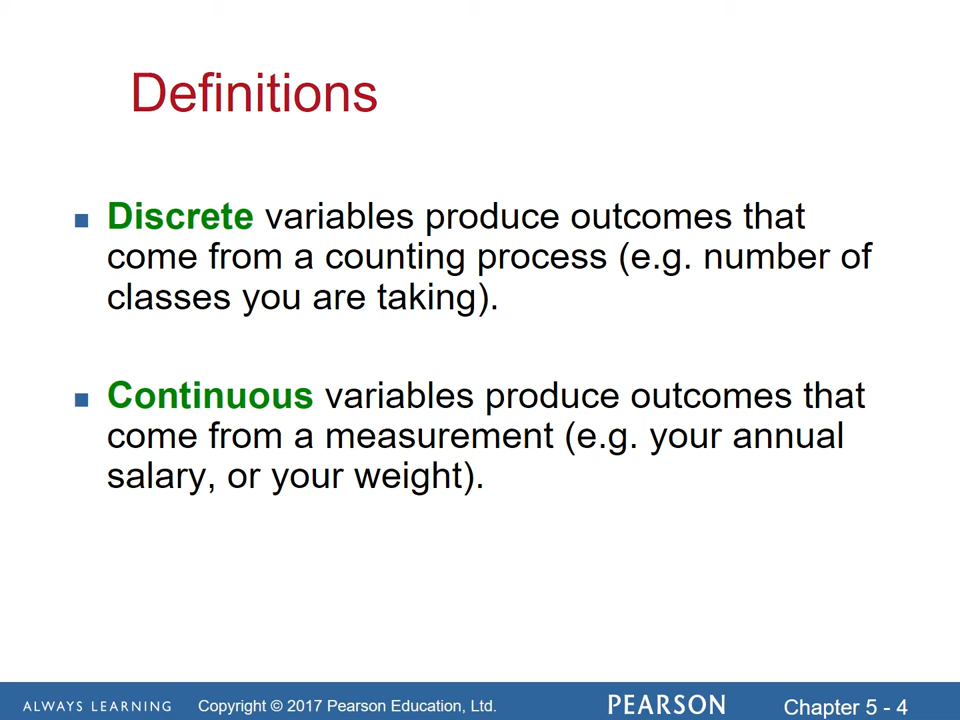 Definitions
Discrete variables produce outcomes that
come from a counting process (e.g. number of
classes you are taking).
Continuous variables produce outcomes that
come from a measurement (e.g. your annual
salary, or your weight).
ALWAYS LEARNING Copyright © 2017 Pearson Education, Ltd. PEARSON Chapter 5 - 4